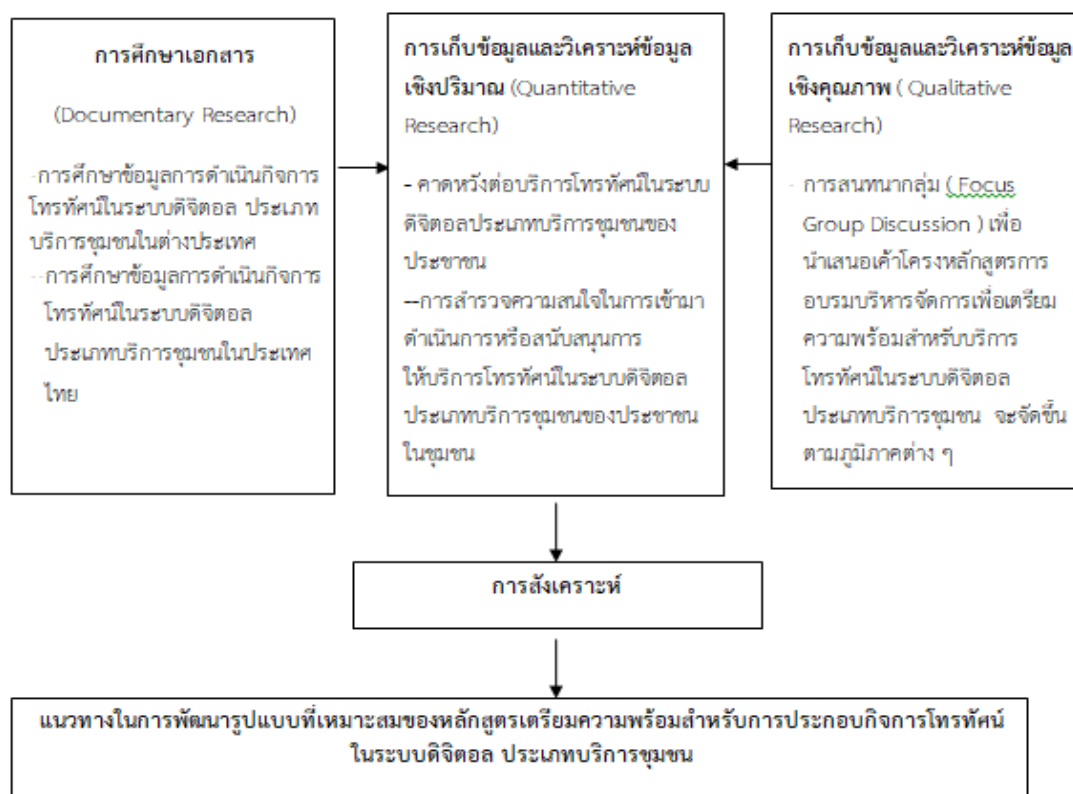 การศึกษาเอกสาร
(Documentary Research)
-การศึกษาข้อมูลการดำเนินกิจการ
โทรทัศน์ในระบบดิจิตอล ประเภท
บริการชุมชนในต่างประเทศ
--การศึกษาข้อมูลการดำเนินกิจการ
โทรทัศน์ในระบบดิจิตอล
ประเภทบริการชุมชนในประเทศ
ไทย
การเก็บข้อมูลและวิเคราะห์ข้อมูล
เชิงปริมาณ (Quantitative
Research)
- คาดหวังต่อบริการโทรทัศน์ในระบบ
ดิจิตอลประเภทบริการชุมชนของ
ประชาชน
--การสำรวจความสนใจในการเข้ามา
ดำเนินการหรือสนับสนุนการ
ให้บริการโทรทัศน์ในระบบดิจิตอล
ประเภทบริการชุมชนของประชาชน
ในชุมชน
การเก็บข้อมูลและวิเคราะห์ข้อมูล
เชิงคุณภาพ ( Qualitative
Research)
- การสนทนากลุ่ม ( Focus
Group Discussion ) เพื่อ
นำเสนอเค้าโครงหลักสูตรการ
อบรมบริหารจัดการเพื่อเตรียม
ความพร้อมสำหรับบริการ
โทรทัศน์ในระบบดิจิตอล
ประเภทบริการชุมชน จะจัดขึ้น
ตามภูมิภาคต่าง ๆ
การสังเคราะห์
แนวทางในการพัฒนารูปแบบที่เหมาะสมของหลักสูตรเตรียมความพร้อมสำหรับการประกอบกิจการโทรทัศน์
ในระบบดิจิตอล ประเภทบริการชุมชน